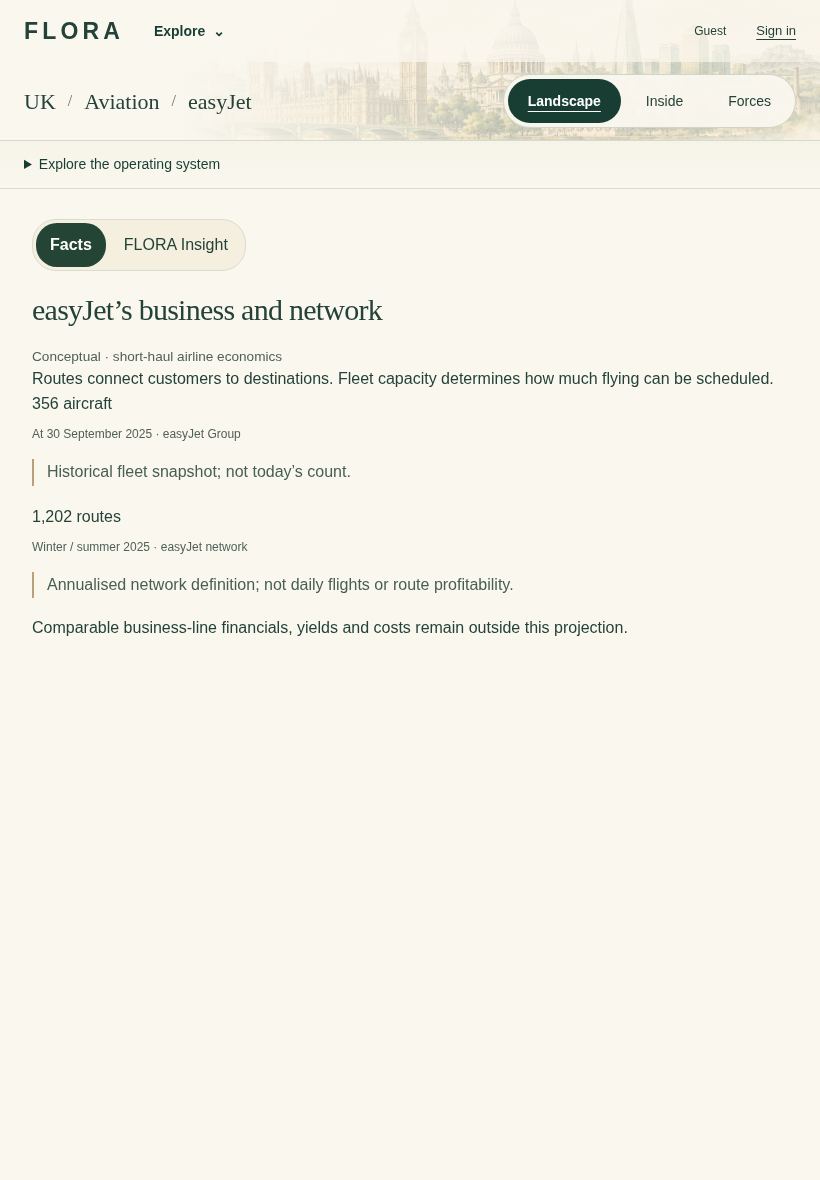 FLORA
Explore
Guest
Sign in
UK / Aviation / easyJet
Landscape
Inside
Forces
Explore the operating system
Facts
FLORA Insight
easyJet’s business and network
Conceptual · short-haul airline economics
Routes connect customers to destinations. Fleet capacity determines how much flying can be scheduled.
356 aircraft
At 30 September 2025 · easyJet Group
Historical fleet snapshot; not today’s count.
1,202 routes
Winter / summer 2025 · easyJet network
Annualised network definition; not daily flights or route profitability.
Comparable business-line financials, yields and costs remain outside this projection.